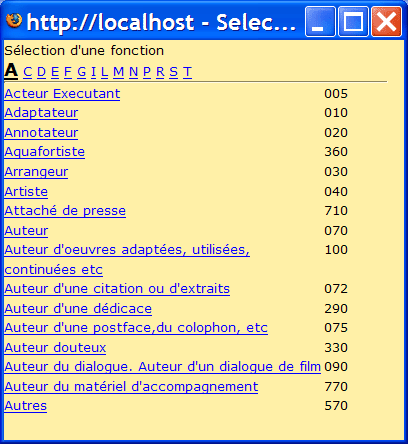 http://localhost - Selec...
Sélection d'une fonction
A C D E F G I L M N P R S T
Acteur Executant 005
Adaptateur 010
Annotateur 020
Aquafortiste 360
Arrangeur 030
Artiste 040
Attaché de presse 710
Auteur 070
Auteur d'oeuvres adaptées, utilisées, 100
continuées etc
Auteur d'une citation ou d'extraits 072
Auteur d'une dédicace 290
Auteur d'une postface,du colophon, etc 075
Auteur douteux 330
Auteur du dialogue. Auteur d'un dialogue de film 090
Auteur du matériel d'accompagnement 770
Autres 570